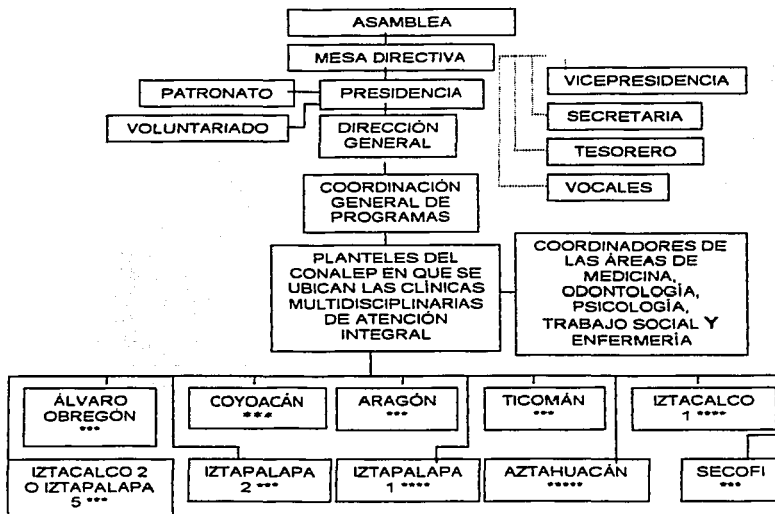 ASAMBLEA
MESA DIRECTIVA
PATRONATO
PRESIDENCIA
VOLUNTARIADO
DIRECCIÓN
GENERAL
VICEPRESIDENCIA
SECRETARIA
TESORERO
VOCALES
COORDINACIÓN
GENERAL DE
PROGRAMAS
PLANTELES DEL
CONALEP EN QUE SE
UBICAN LAS CLÍNICAS
MULTIDISCIPLINARIAS
DE ATENCIÓN
INTEGRAL
COORDINADORES DE
LAS ÁREAS DE
MEDICINA,
ODONTOLOGÍA,
PSICOLOGÍA,
TRABAJO SOCIAL Y
ENFERMERÍA
ÁLVARO
OBREGÓN
***
COYOACÁN
***
ARAGÓN
***
TICOMÁN
***
IZTACALCO
1 ****
IZTACALCO 2
O IZTAPALAPA
5 ***
IZTAPALAPA
2 ***
IZTAPALAPA
1 ****
AZTAHUACÁN
*****
SECOFI
***